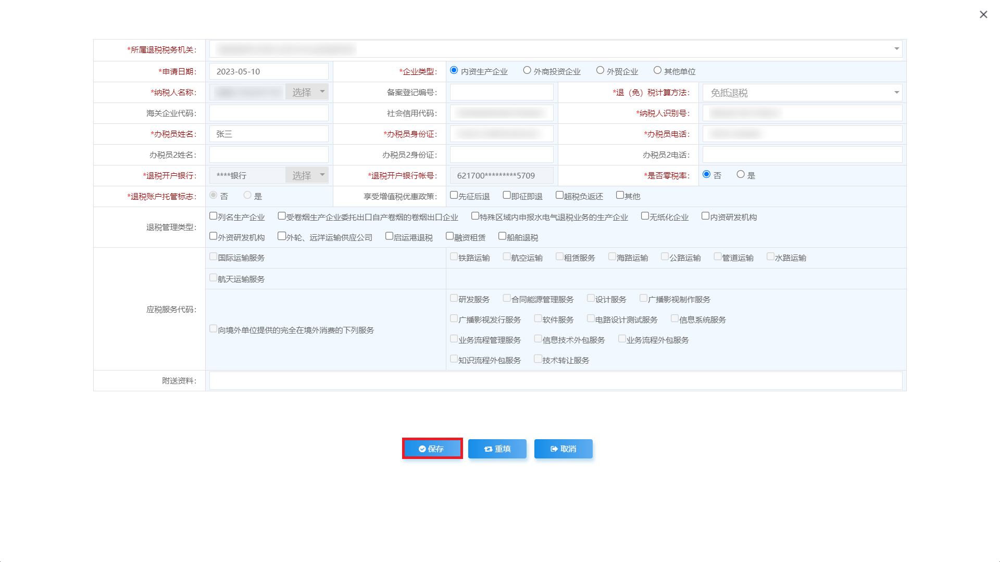 *所属退税税务机关：
*申请日期： 2023-05-10 *企业类型： 内资生产企业 外商投资企业 外贸企业 其他单位
*纳税人名称： 选择 备案登记编号： *退（免）税计算方法： 免抵退税
海关企业代码： 社会信用代码： *纳税人识别号：
*办税员姓名： 张三 *办税员身份证： *办税员电话：
办税员2姓名： 办税员2身份证： 办税员2电话：
*退税开户银行： ****银行 选择 *退税开户银行帐号： 621700*********5709 *是否零税率： 否 是
*退税账户托管标志： 否 是 享受增值税优惠政策： 先征后退 即征即退 超税负返还 其他
退税管理类型： 列名生产企业 受卷烟生产企业委托出口自产卷烟的卷烟出口企业 特殊区域内申报水电气退税业务的生产企业 无纸化企业 内资研发机构
外资研发机构 外轮、远洋运输供应公司 启运港退税 融资租赁 船舶退税
应税服务代码： 国际运输服务 铁路运输 航空运输 租赁服务 海路运输 公路运输 管道运输 水路运输
航天运输服务
向境外单位提供的完全在境外消费的下列服务 研发服务 合同能源管理服务 设计服务 广播影视制作服务
广播影视发行服务 软件服务 电路设计测试服务 信息系统服务
业务流程管理服务 信息技术外包服务 业务流程外包服务
知识流程外包服务 技术转让服务
附送资料：
保存 重填 取消